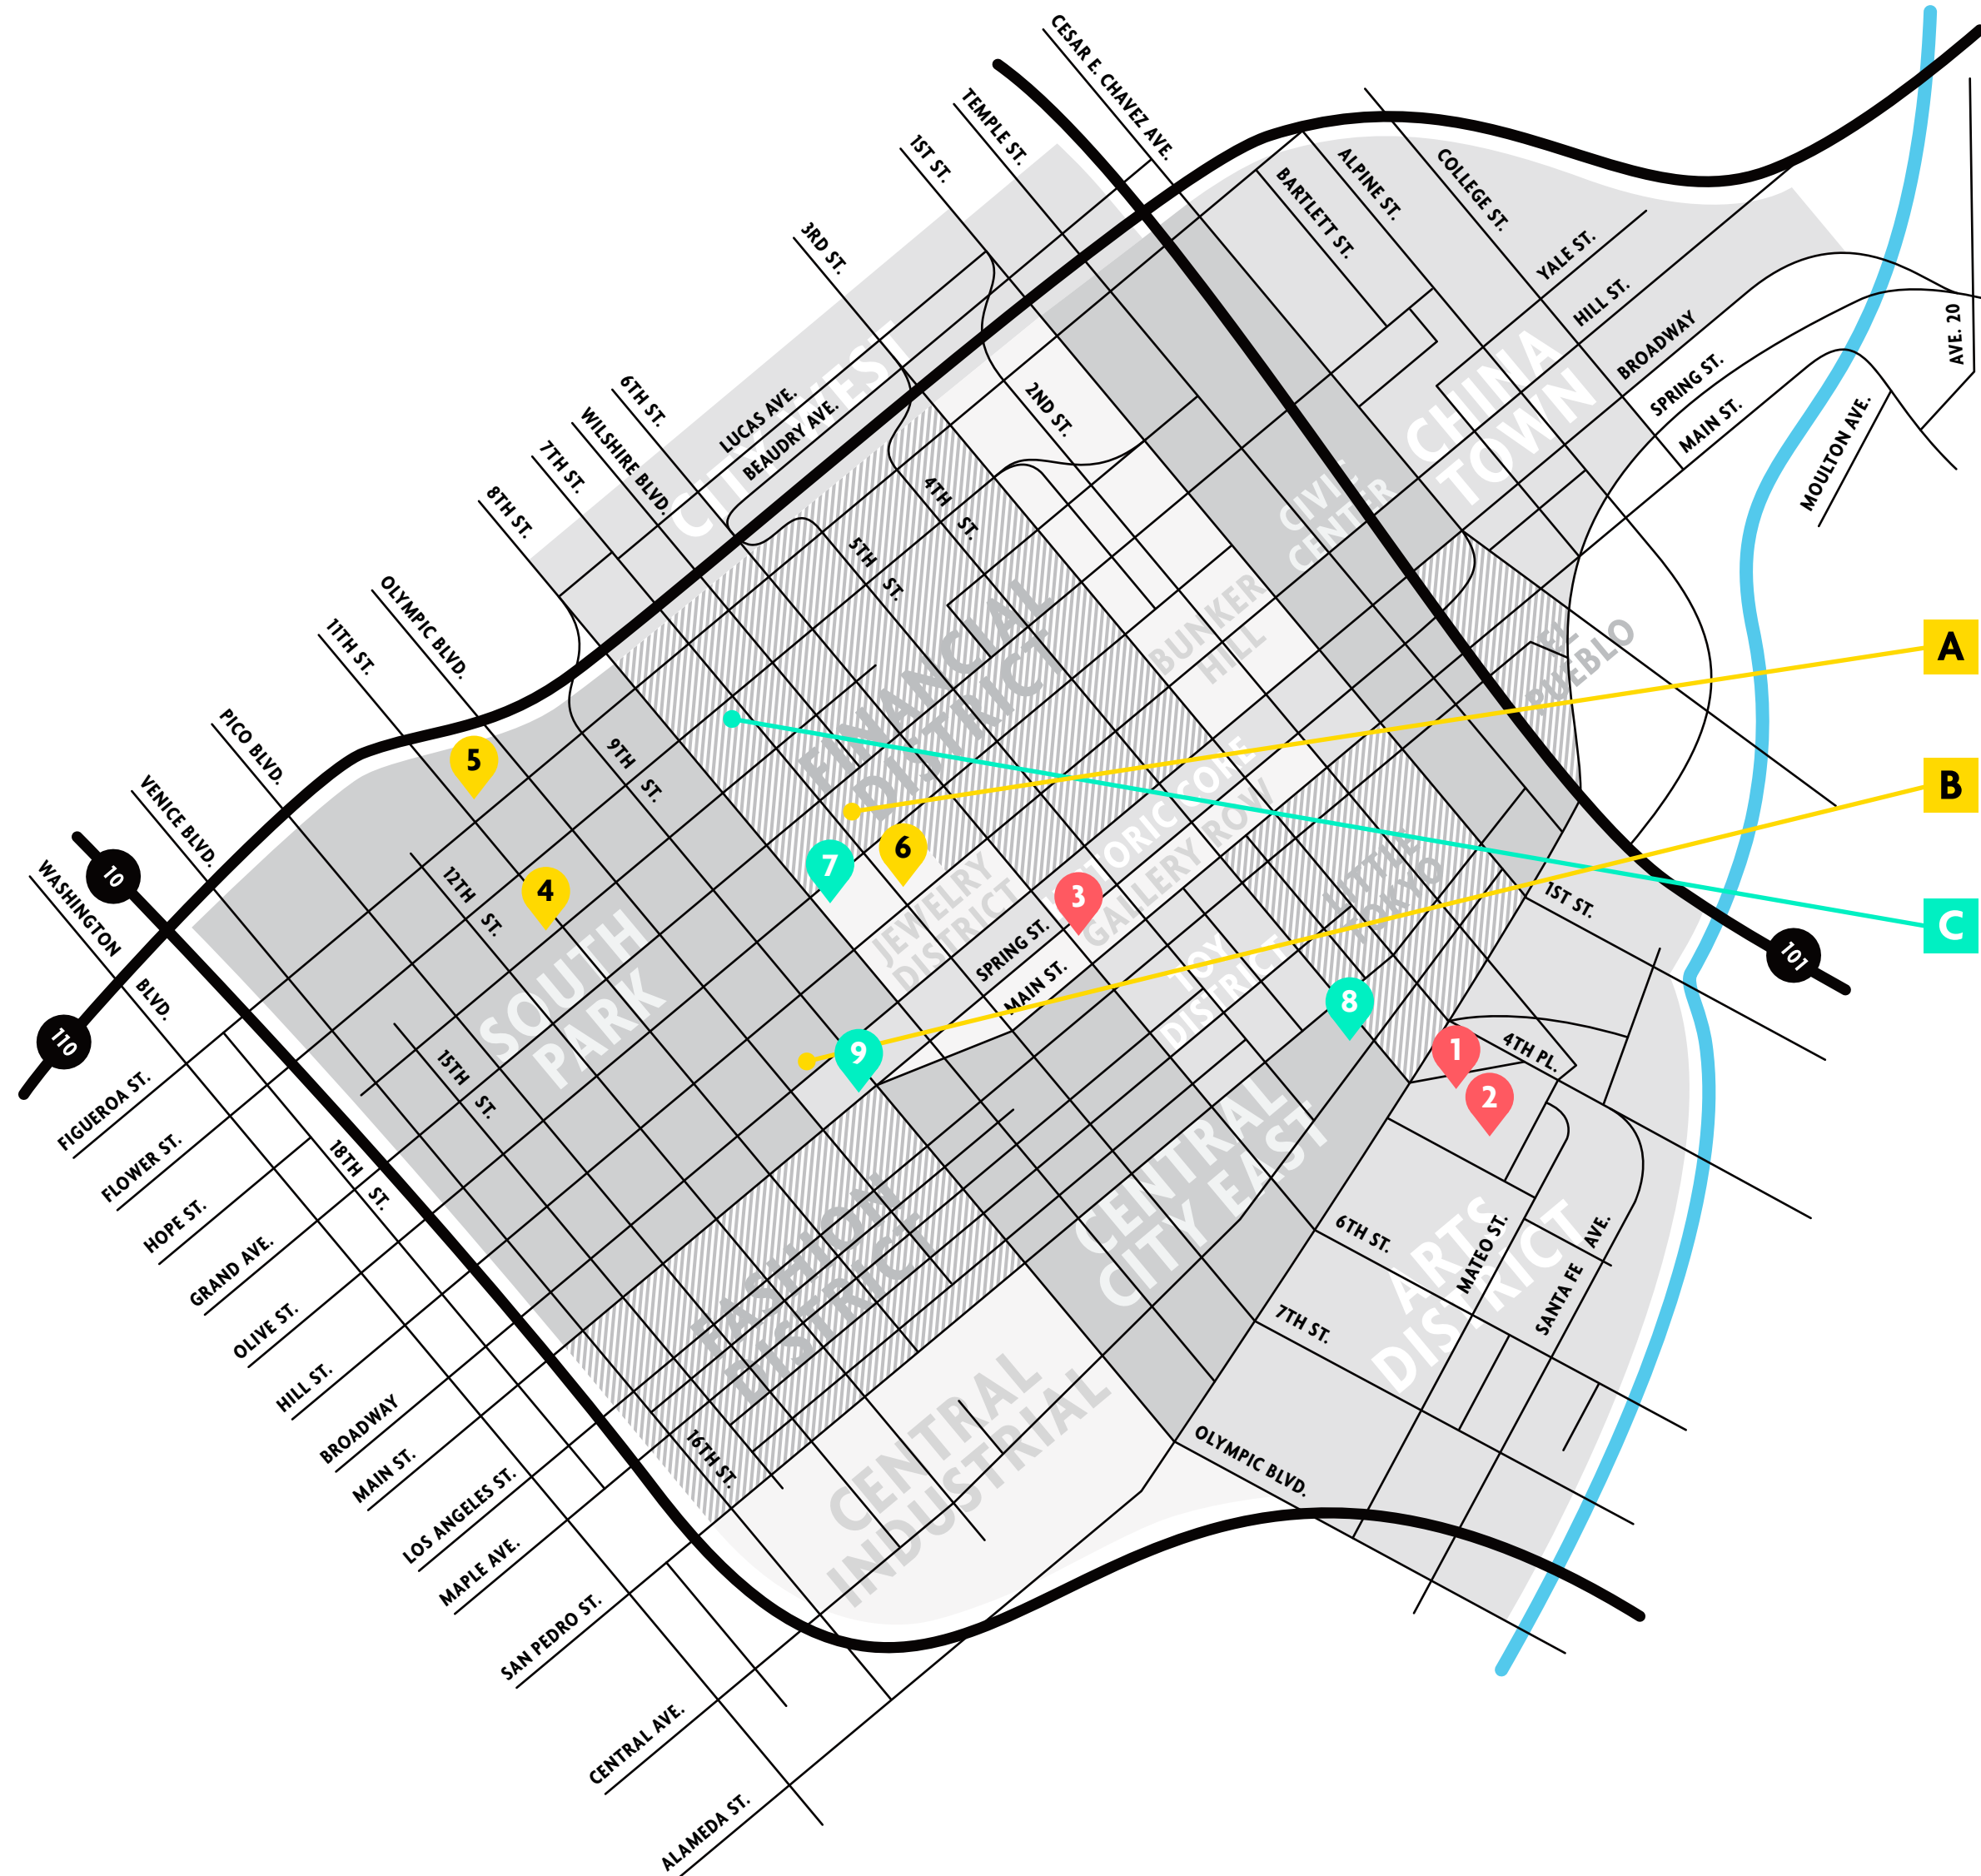 CESAR E. CHAVEZ AVE.
TEMPLE ST.
1ST ST.
3RD ST.
ALPINE ST.
COLLEGE ST.
BARTLETT ST.
YALE ST.
HILL ST.
BROADWAY
SPRING ST.
MAIN ST.
AVE. 20
MOULTON AVE.
CHINA
TOWN
2ND ST.
6TH ST.
WILSHIRE BLVD.
7TH ST.
8TH ST.
LUCAS AVE.
BEAUDRY AVE.
4TH ST.
5TH ST.
CIVIC
CENTER
BUNKER
HILL
EL
PUEBLO
OLYMPIC BLVD.
11TH ST.
PICO BLVD.
VENICE BLVD.
WASHINGTON BLVD.
9TH ST.
12TH ST.
15TH ST.
18TH ST.
16TH ST.
FINANCIAL
DISTRICT
HISTORIC CORE
GALLERY ROW
JEWELRY
DISTRICT
LITTLE
TOKYO
TOY
DISTRICT
SPRING ST.
MAIN ST.
SOUTH
PARK
FASHION
DISTRICT
CENTRAL
CITY EAST
CENTRAL
INDUSTRIAL
ARTS
DISTRICT
1ST ST.
4TH PL.
6TH ST.
7TH ST.
OLYMPIC BLVD.
MATEO ST.
SANTA FE AVE.
FIGUEROA ST.
FLOWER ST.
HOPE ST.
GRAND AVE.
OLIVE ST.
HILL ST.
BROADWAY
MAIN ST.
LOS ANGELES ST.
MAPLE AVE.
SAN PEDRO ST.
CENTRAL AVE.
ALAMEDA ST.
10
110
101
A
B
C
1
2
3
4
5
6
7
8
9